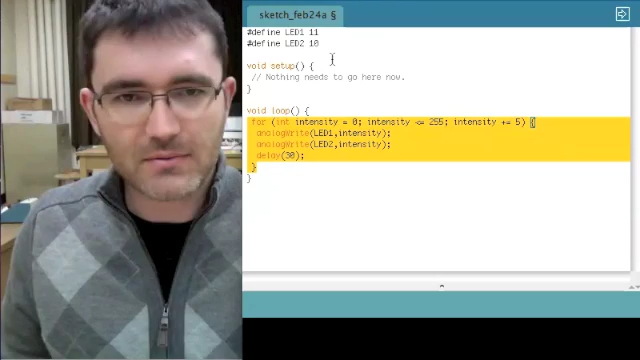 sketch_feb24a §
#define LED1 11
#define LED2 10
void setup() {
// Nothing needs to go here now.
}
void loop() {
for (int intensity = 0; intensity <= 255; intensity += 5) {
analogWrite(LED1,intensity);
analogWrite(LED2,intensity);
delay(30);
}
}